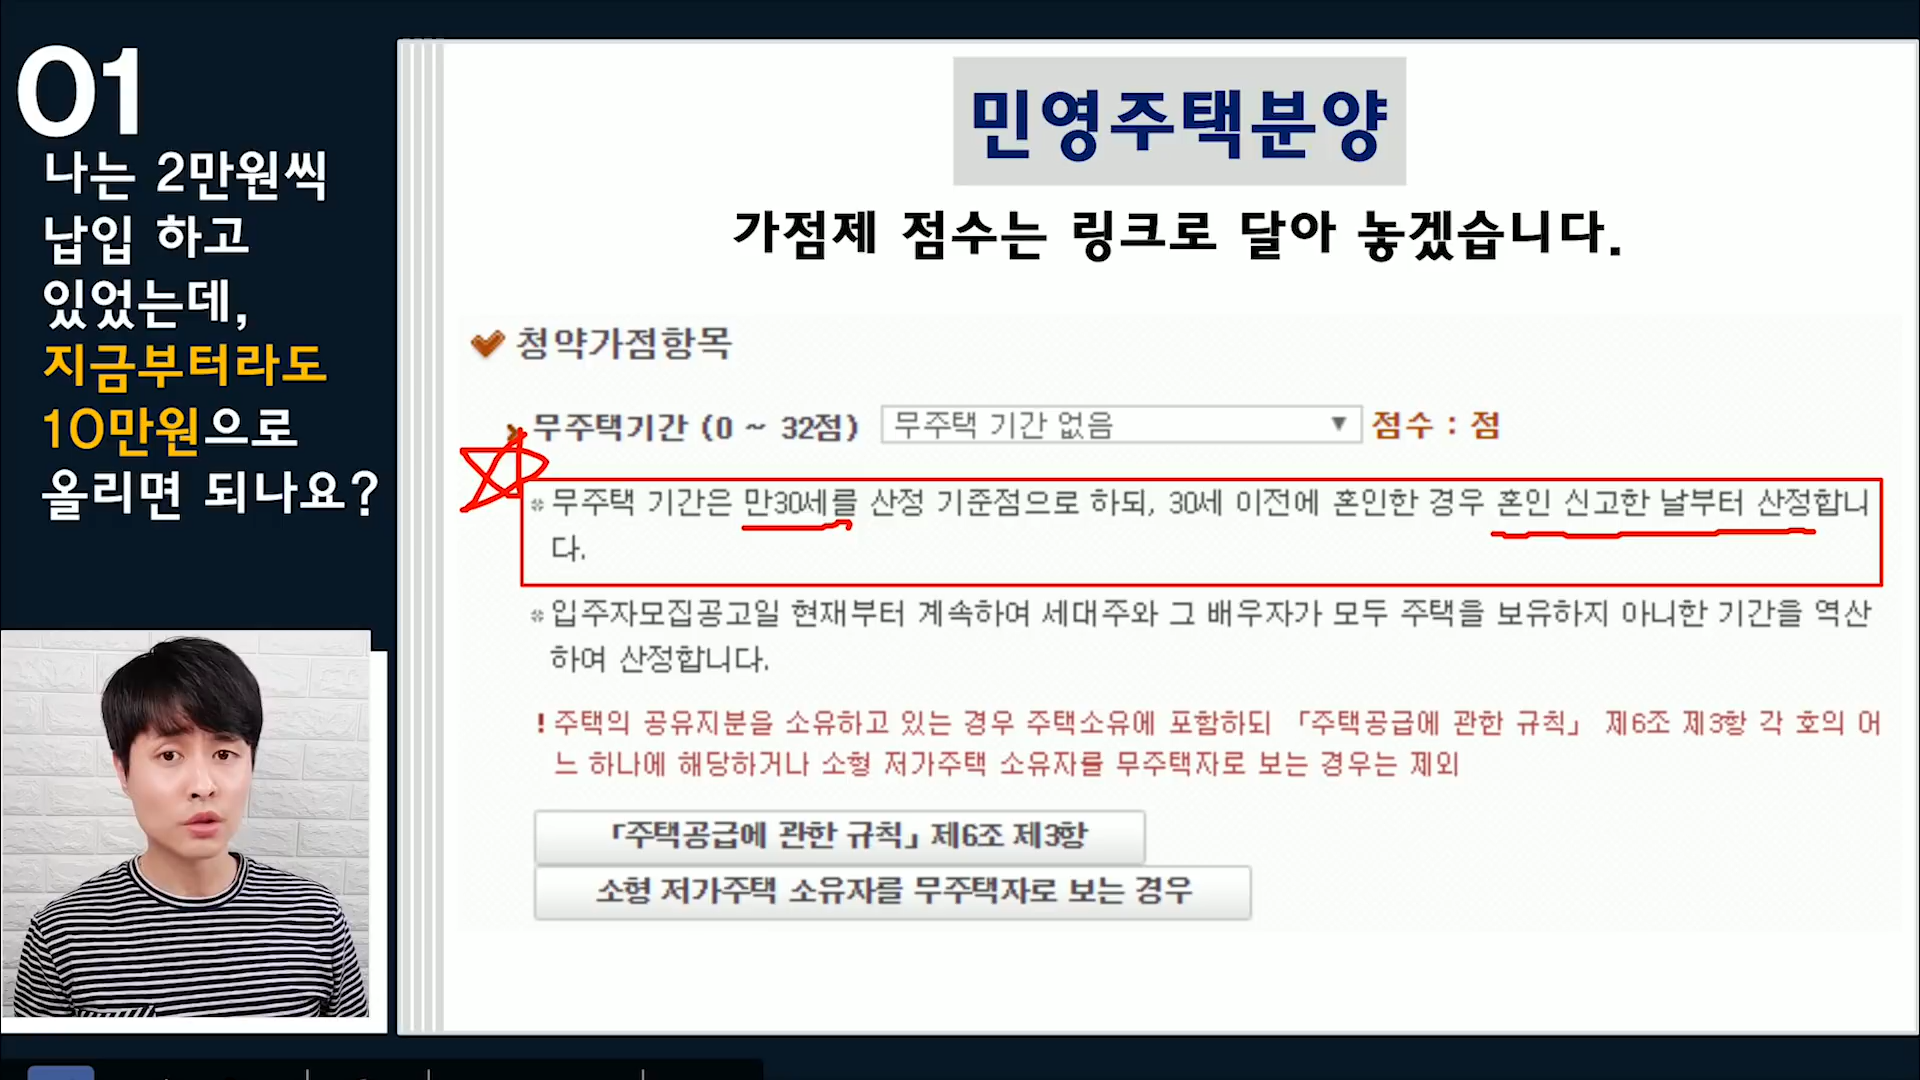 01
나는 2만원씩
납입 하고
있었는데,
지금부터라도
10만원으로
올리면 되나요?
민영주택분양
가점제 점수는 링크로 달아 놓겠습니다.
청약가점항목
무주택기간 (0 ~ 32점) 무주택 기간 없음 ▼ 점수 : 점
※ 무주택 기간은 만30세를 산정 기준점으로 하되, 30세 이전에 혼인한 경우 혼인 신고한 날부터 산정합니
다.
※ 입주자모집공고일 현재부터 계속하여 세대주와 그 배우자가 모두 주택을 보유하지 아니한 기간을 역산
하여 산정합니다.
! 주택의 공유지분을 소유하고 있는 경우 주택소유에 포함하되 「주택공급에 관한 규칙」 제6조 제3항 각 호의 어
느 하나에 해당하거나 소형 저가주택 소유자를 무주택자로 보는 경우는 제외
「주택공급에 관한 규칙」 제6조 제3항
소형 저가주택 소유자를 무주택자로 보는 경우